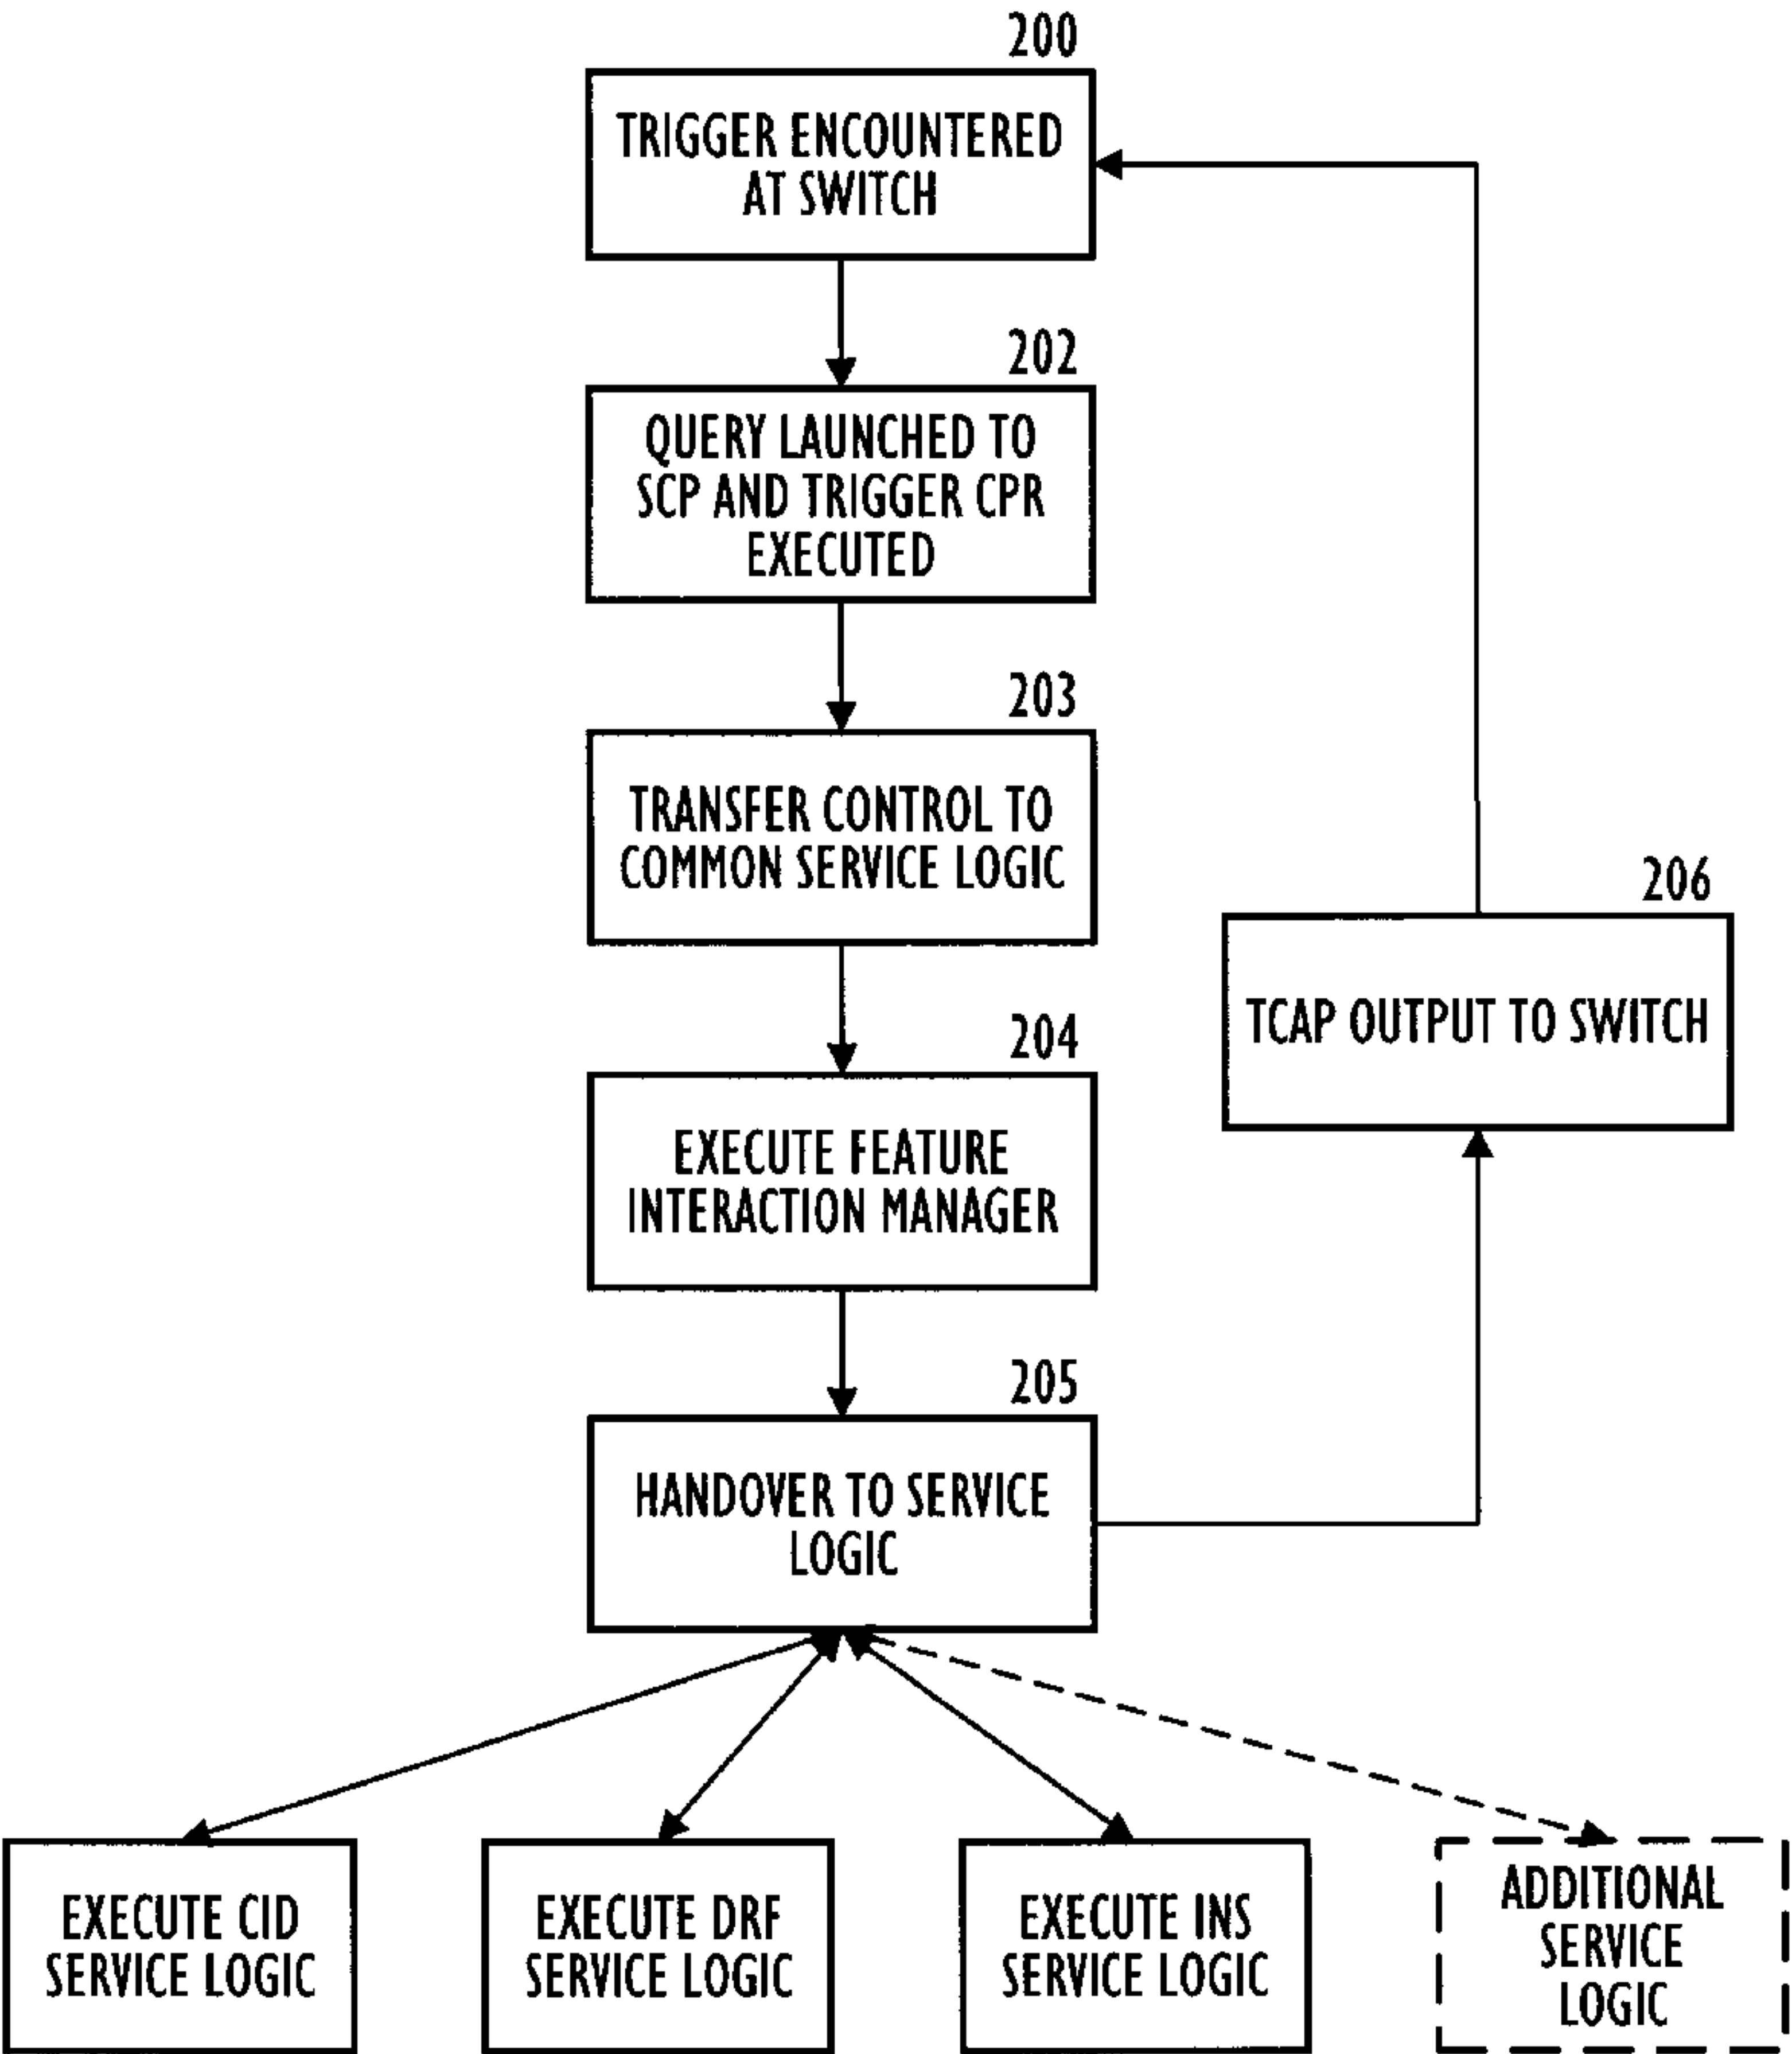 200
TRIGGER ENCOUNTERED
AT SWITCH
202
QUERY LAUNCHED TO
SCP AND TRIGGER CPR
EXECUTED
203
TRANSFER CONTROL TO
COMMON SERVICE LOGIC
206
TCAP OUTPUT TO SWITCH
204
EXECUTE FEATURE
INTERACTION MANAGER
205
HANDOVER TO SERVICE
LOGIC
EXECUTE CID
SERVICE LOGIC
EXECUTE DRF
SERVICE LOGIC
EXECUTE INS
SERVICE LOGIC
ADDITIONAL
SERVICE
LOGIC